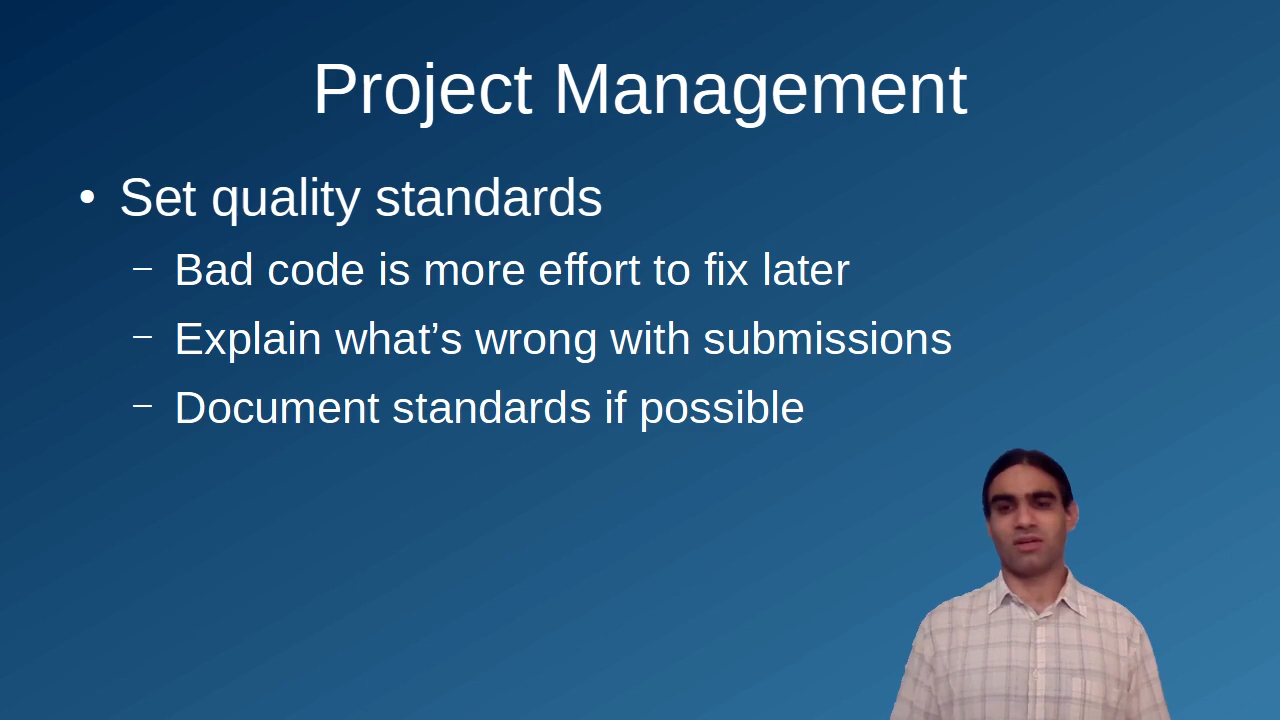 Project Management
• Set quality standards
– Bad code is more effort to fix later
– Explain what’s wrong with submissions
– Document standards if possible